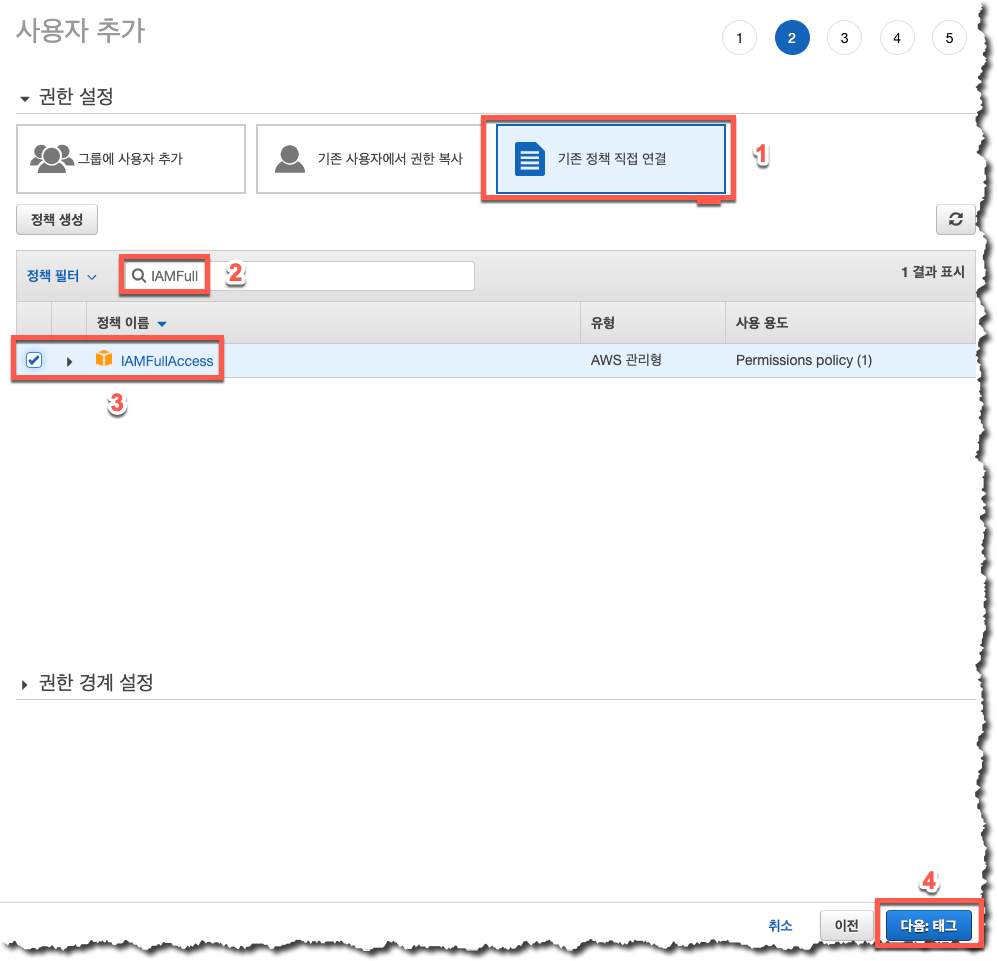 사용자 추가
1 2 3 4 5
권한 설정
그룹에 사용자 추가
기존 사용자에서 권한 복사
기존 정책 직접 연결
1
정책 생성
정책 필터
IAMFull
2
1 결과 표시
정책 이름 유형 사용 용도
IAMFullAccess AWS 관리형 Permissions policy (1)
3
권한 경계 설정
4
취소 이전 다음: 태그